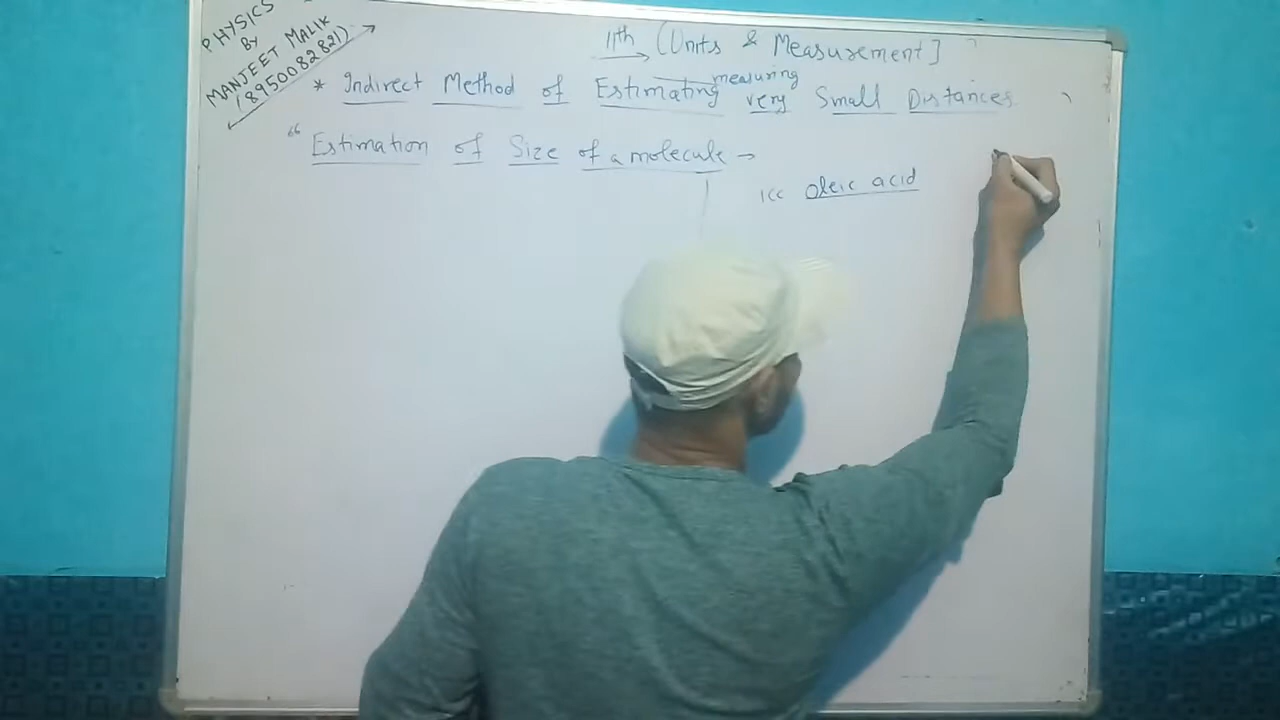 PHYSICS
By
MANJEET MALIK
(8950082821)
11th (Units & Measurement]
* Indirect Method of Estimating measuring very Small Distances
“ Estimation of Size of a molecule →
1cc Oleic acid